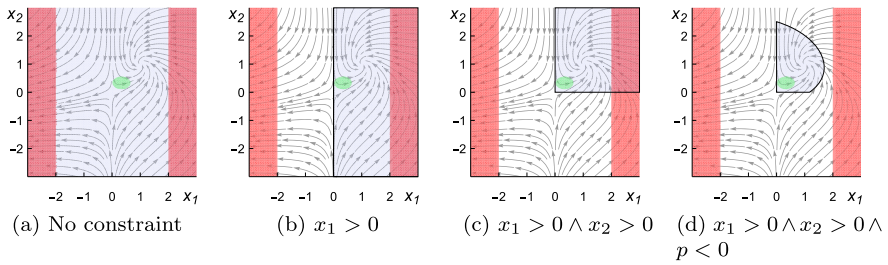 x₂
3
2
1
0
−1
−2
−2 −1 0 1 2 x₁
(a) No constraint
x₂
3
2
1
0
−1
−2
−2 −1 0 1 2 x₁
(b) x₁ > 0
x₂
3
2
1
0
−1
−2
−2 −1 0 1 2 x₁
(c) x₁ > 0 ∧ x₂ > 0
x₂
2
1
0
−1
−2
−2 −1 0 1 2 x₁
(d) x₁ > 0 ∧ x₂ > 0 ∧
p < 0